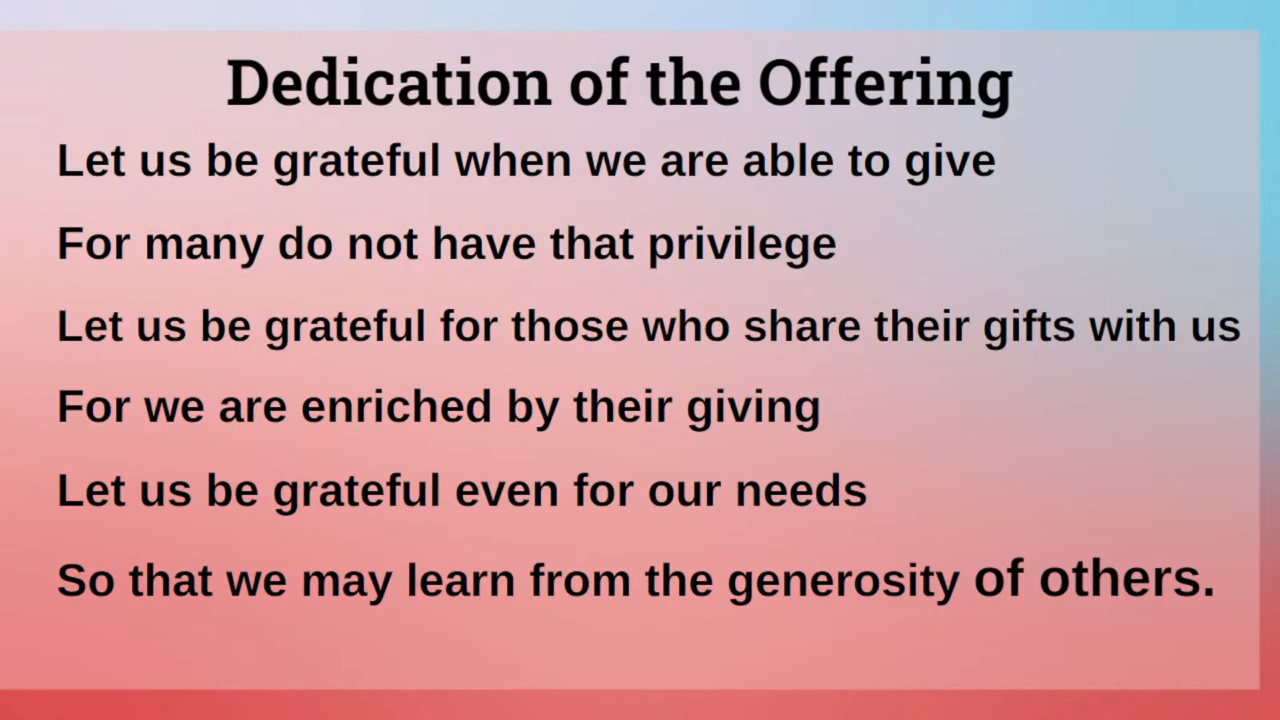 Dedication of the Offering
Let us be grateful when we are able to give
For many do not have that privilege
Let us be grateful for those who share their gifts with us
For we are enriched by their giving
Let us be grateful even for our needs
So that we may learn from the generosity of others.